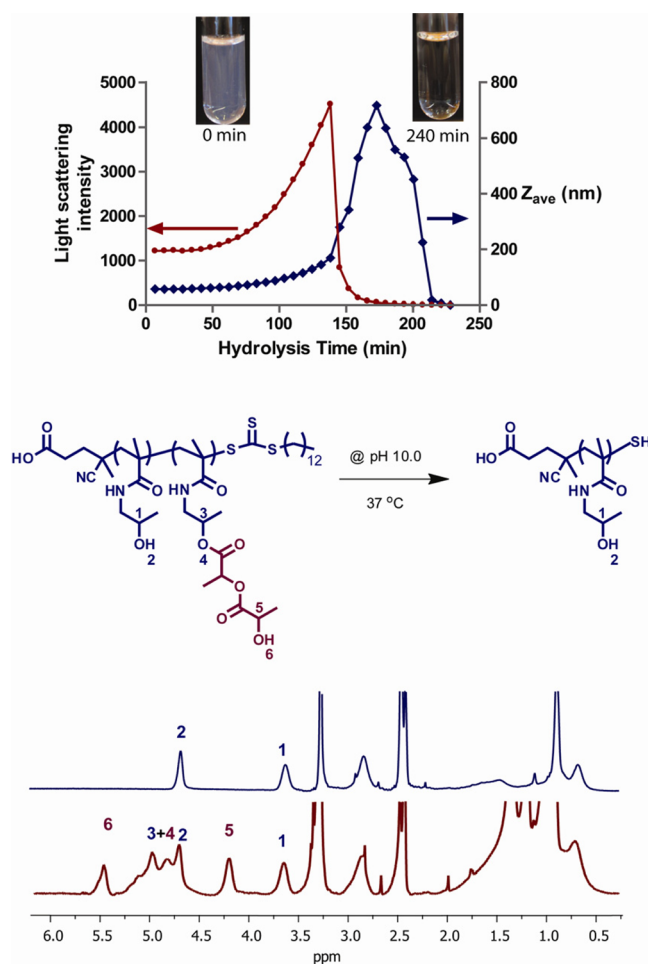 5000
4000
3000
2000
1000
0
Light scattering
intensity
0 min
240 min
800
600
400
200
0
Z_ave (nm)
0
50
100
150
200
250
Hydrolysis Time (min)
O
HO
NC
HN
O
1
OH
2
HN
O
3
O
4
O
O
O
5
OH
6
S
S
S
12
@ pH 10.0
37 °C
O
HO
NC
SH
HN
O
1
OH
2
2
1
6
3+4
2
5
1
6.0 5.5 5.0 4.5 4.0 3.5 3.0 2.5 2.0 1.5 1.0 0.5
ppm